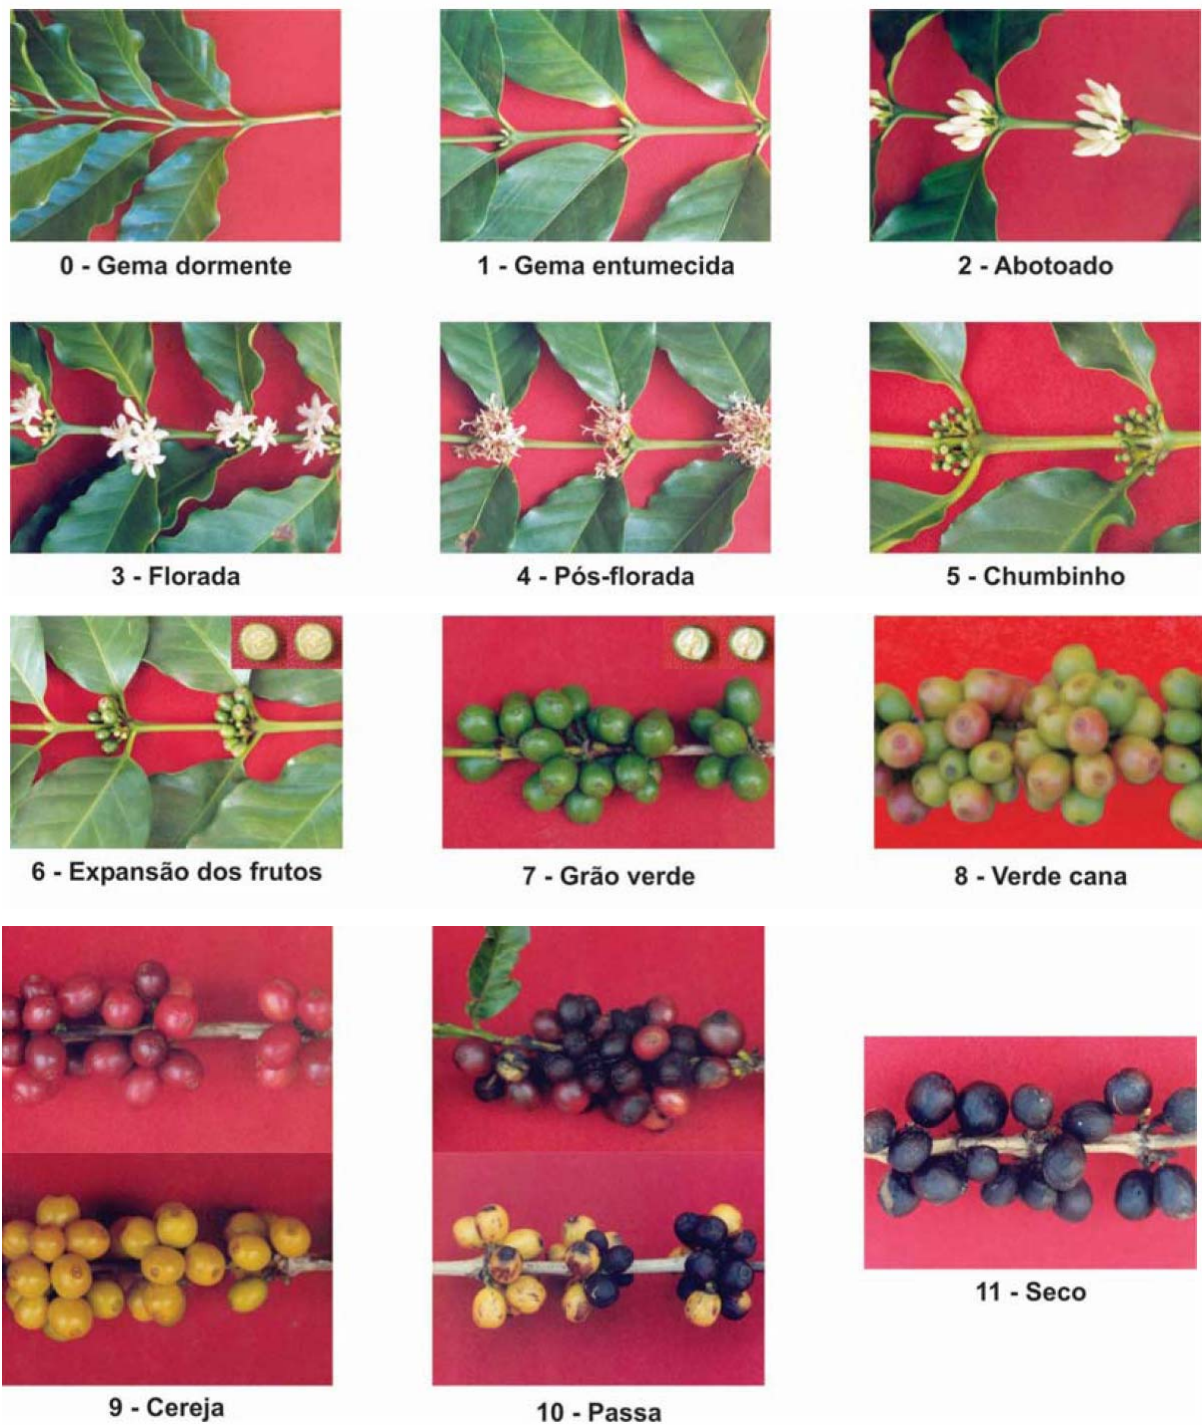 0 - Gema dormente
1 - Gema entumecida
2 - Abotoado
3 - Florada
4 - Pós-florada
5 - Chumbinho
6 - Expansão dos frutos
7 - Grão verde
8 - Verde cana
9 - Cereja
10 - Passa
11 - Seco